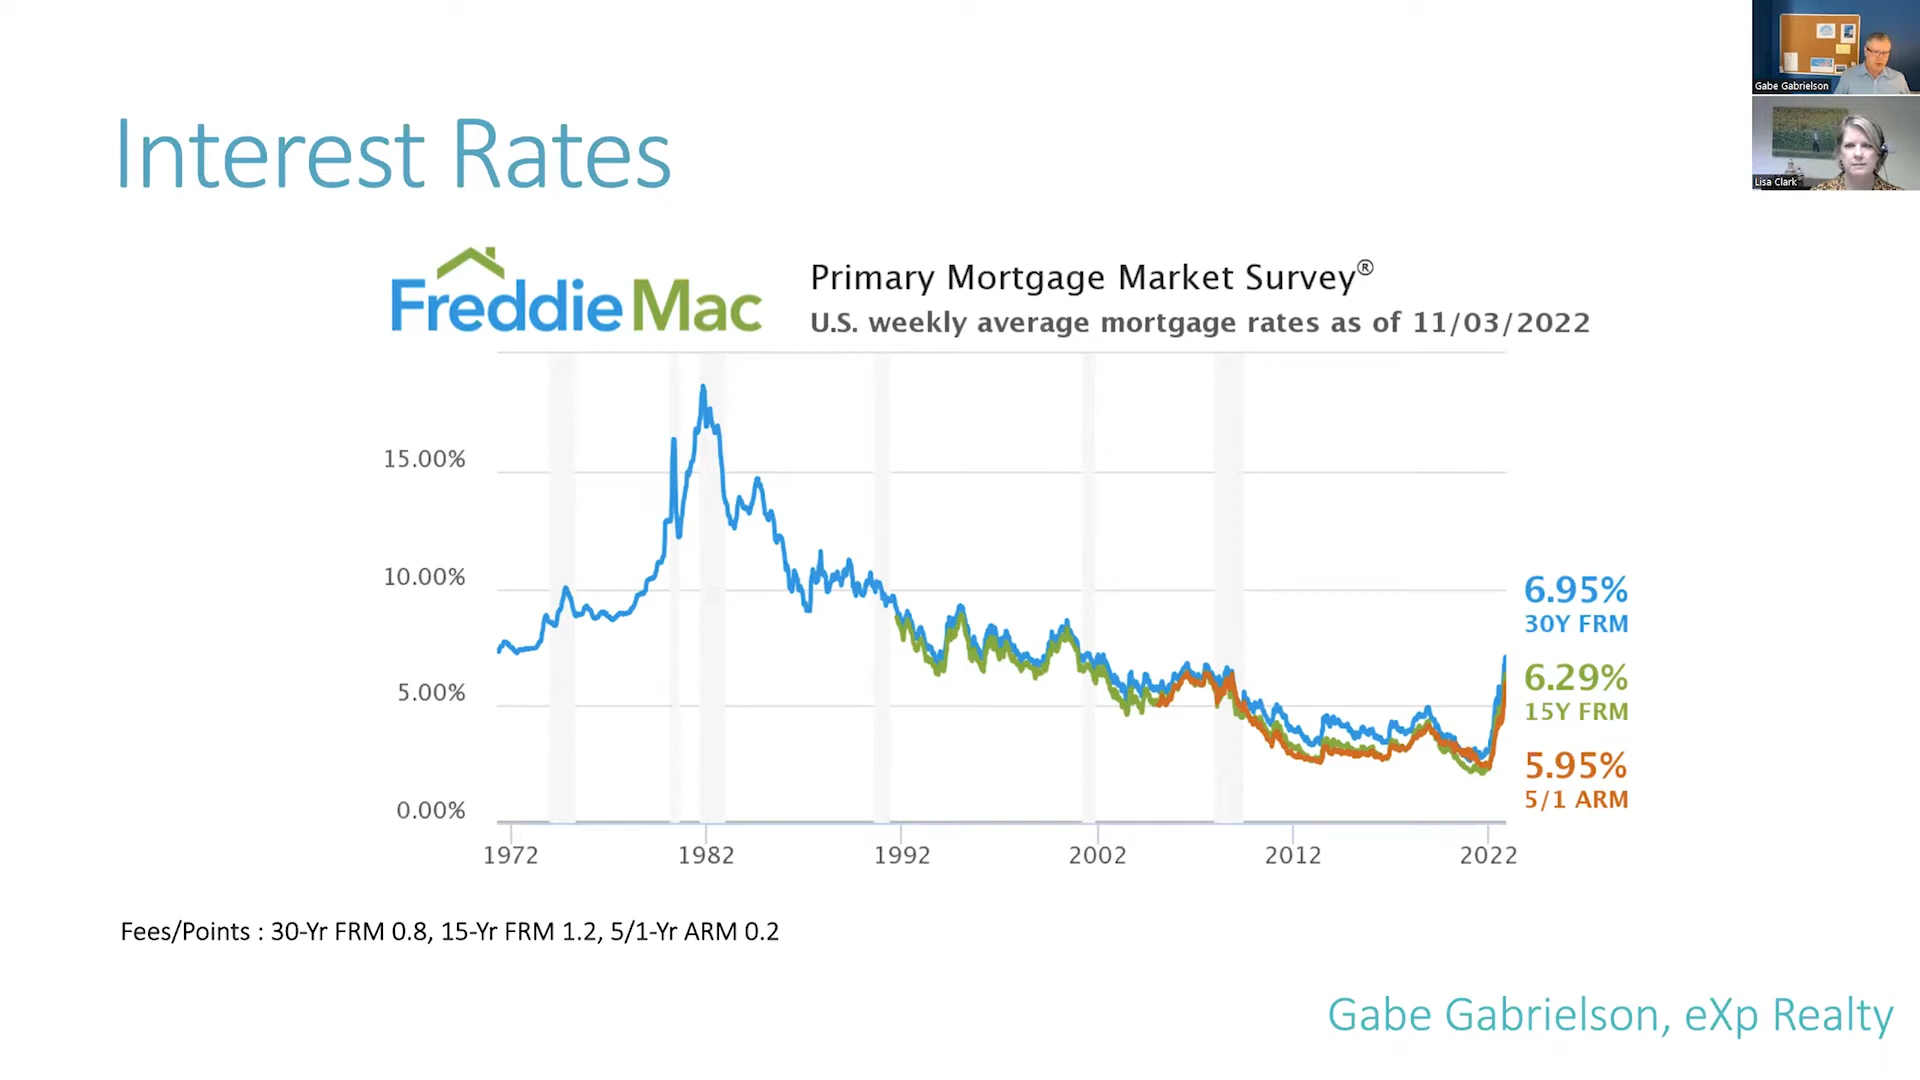 Gabe Gabrielson
Lisa Clark
Interest Rates
Freddie Mac
Primary Mortgage Market Survey®
U.S. weekly average mortgage rates as of 11/03/2022
15.00%
10.00%
5.00%
0.00%
1972 1982 1992 2002 2012 2022
6.95%
30Y FRM
6.29%
15Y FRM
5.95%
5/1 ARM
Fees/Points : 30-Yr FRM 0.8, 15-Yr FRM 1.2, 5/1-Yr ARM 0.2
Gabe Gabrielson, eXp Realty